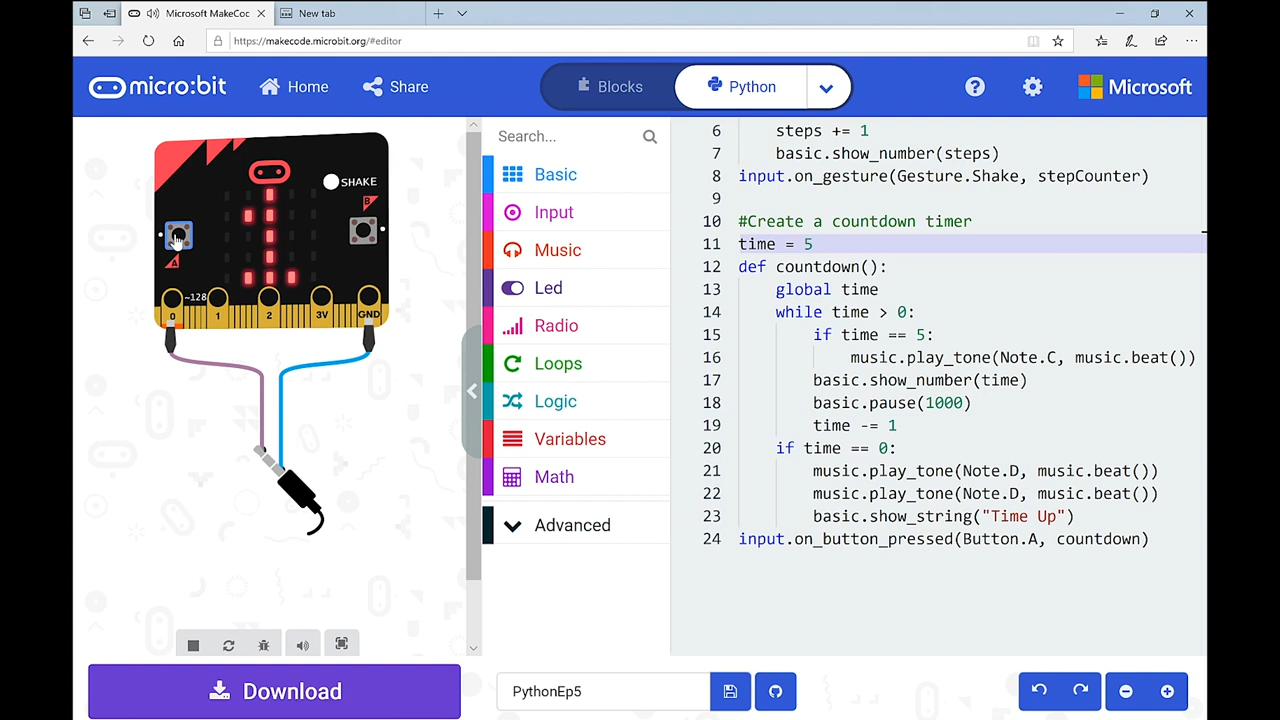 Microsoft MakeCoc
New tab
https://makecode.microbit.org/#editor
micro:bit
Home
Share
Blocks
Python
Microsoft
SHAKE
B
A
~128
0
1
2
3V
GND
Search...
Basic
Input
Music
Led
Radio
Loops
Logic
Variables
Math
Advanced
6 steps += 1
7 basic.show_number(steps)
8 input.on_gesture(Gesture.Shake, stepCounter)
9
10 #Create a countdown timer
11 time = 5
12 def countdown():
13 global time
14 while time > 0:
15 if time == 5:
16 music.play_tone(Note.C, music.beat())
17 basic.show_number(time)
18 basic.pause(1000)
19 time -= 1
20 if time == 0:
21 music.play_tone(Note.D, music.beat())
22 music.play_tone(Note.D, music.beat())
23 basic.show_string("Time Up")
24 input.on_button_pressed(Button.A, countdown)
Download
PythonEp5